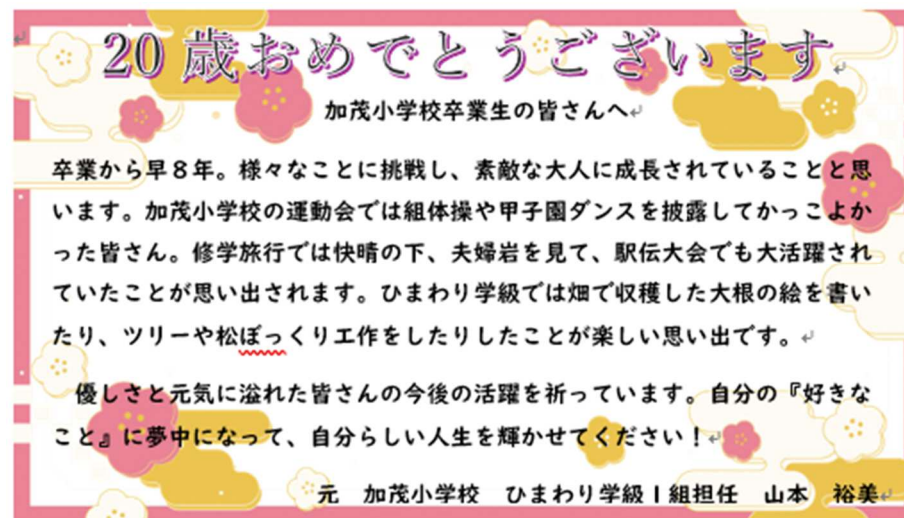 20歳おめでとうございます
加茂小学校卒業生の皆さんへ
卒業から早８年。様々なことに挑戦し、素敵な大人に成長されていることと思
います。加茂小学校の運動会では組体操や甲子園ダンスを披露してかっこよか
った皆さん。修学旅行では快晴の下、夫婦岩を見て、駅伝大会でも大活躍され
ていたことが思い出されます。ひまわり学級では畑で収穫した大根の絵を書い
たり、ツリーや松ぼっくり工作をしたりしたことが楽しい思い出です。
優しさと元気に溢れた皆さんの今後の活躍を祈っています。自分の『好きな
こと』に夢中になって、自分らしい人生を輝かせてください！
元　加茂小学校　ひまわり学級１組担任　山本　裕美